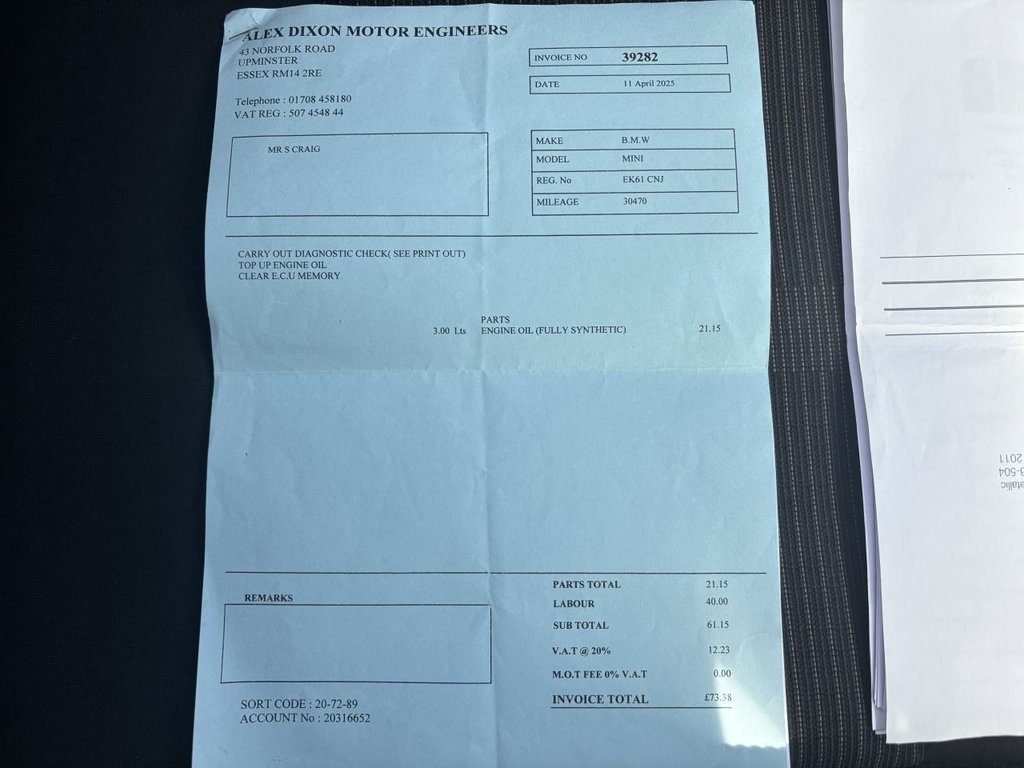 ALEX DIXON MOTOR ENGINEERS
43 NORFOLK ROAD
UPMINSTER
ESSEX RM14 2RE
Telephone : 01708 458180
VAT REG : 507 4548 44
INVOICE NO 39282
DATE 11 April 2025
MR S CRAIG
MAKE B.M.W
MODEL MINI
REG. No EK61 CNJ
MILEAGE 30470
CARRY OUT DIAGNOSTIC CHECK( SEE PRINT OUT)
TOP UP ENGINE OIL
CLEAR E.C.U MEMORY
PARTS
3.00 Lts ENGINE OIL (FULLY SYNTHETIC) 21.15
REMARKS
PARTS TOTAL 21.15
LABOUR 40.00
SUB TOTAL 61.15
V.A.T @ 20% 12.23
M.O.T FEE 0% V.A.T 0.00
INVOICE TOTAL £73.38
SORT CODE : 20-72-89
ACCOUNT No : 20316652
2011